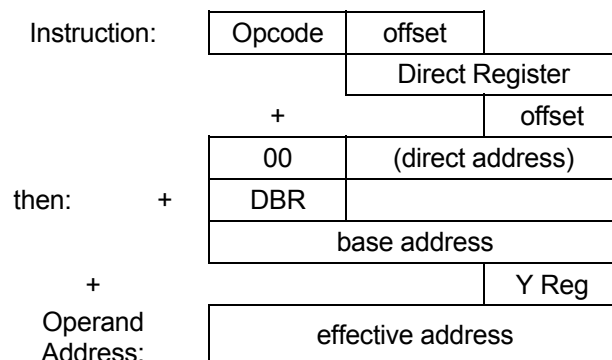 Instruction: Opcode offset
Direct Register
+ offset
00 (direct address)
then: + DBR
base address
+ Y Reg
Operand
Address: effective address